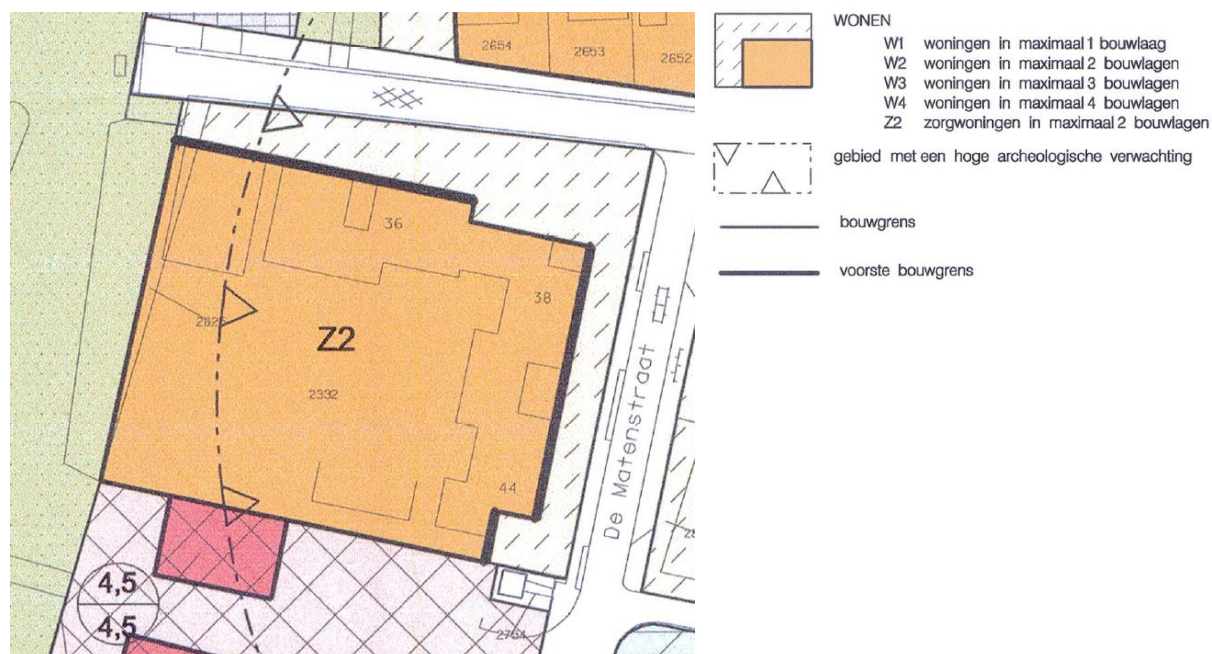 2654
2653
2652
36
38
2625
Z2
2332
44
De Matenstraat
4,5
4,5
2754
WONEN
W1 woningen in maximaal 1 bouwlaag
W2 woningen in maximaal 2 bouwlagen
W3 woningen in maximaal 3 bouwlagen
W4 woningen in maximaal 4 bouwlagen
Z2 zorgwoningen in maximaal 2 bouwlagen
gebied met een hoge archeologische verwachting
bouwgrens
voorste bouwgrens